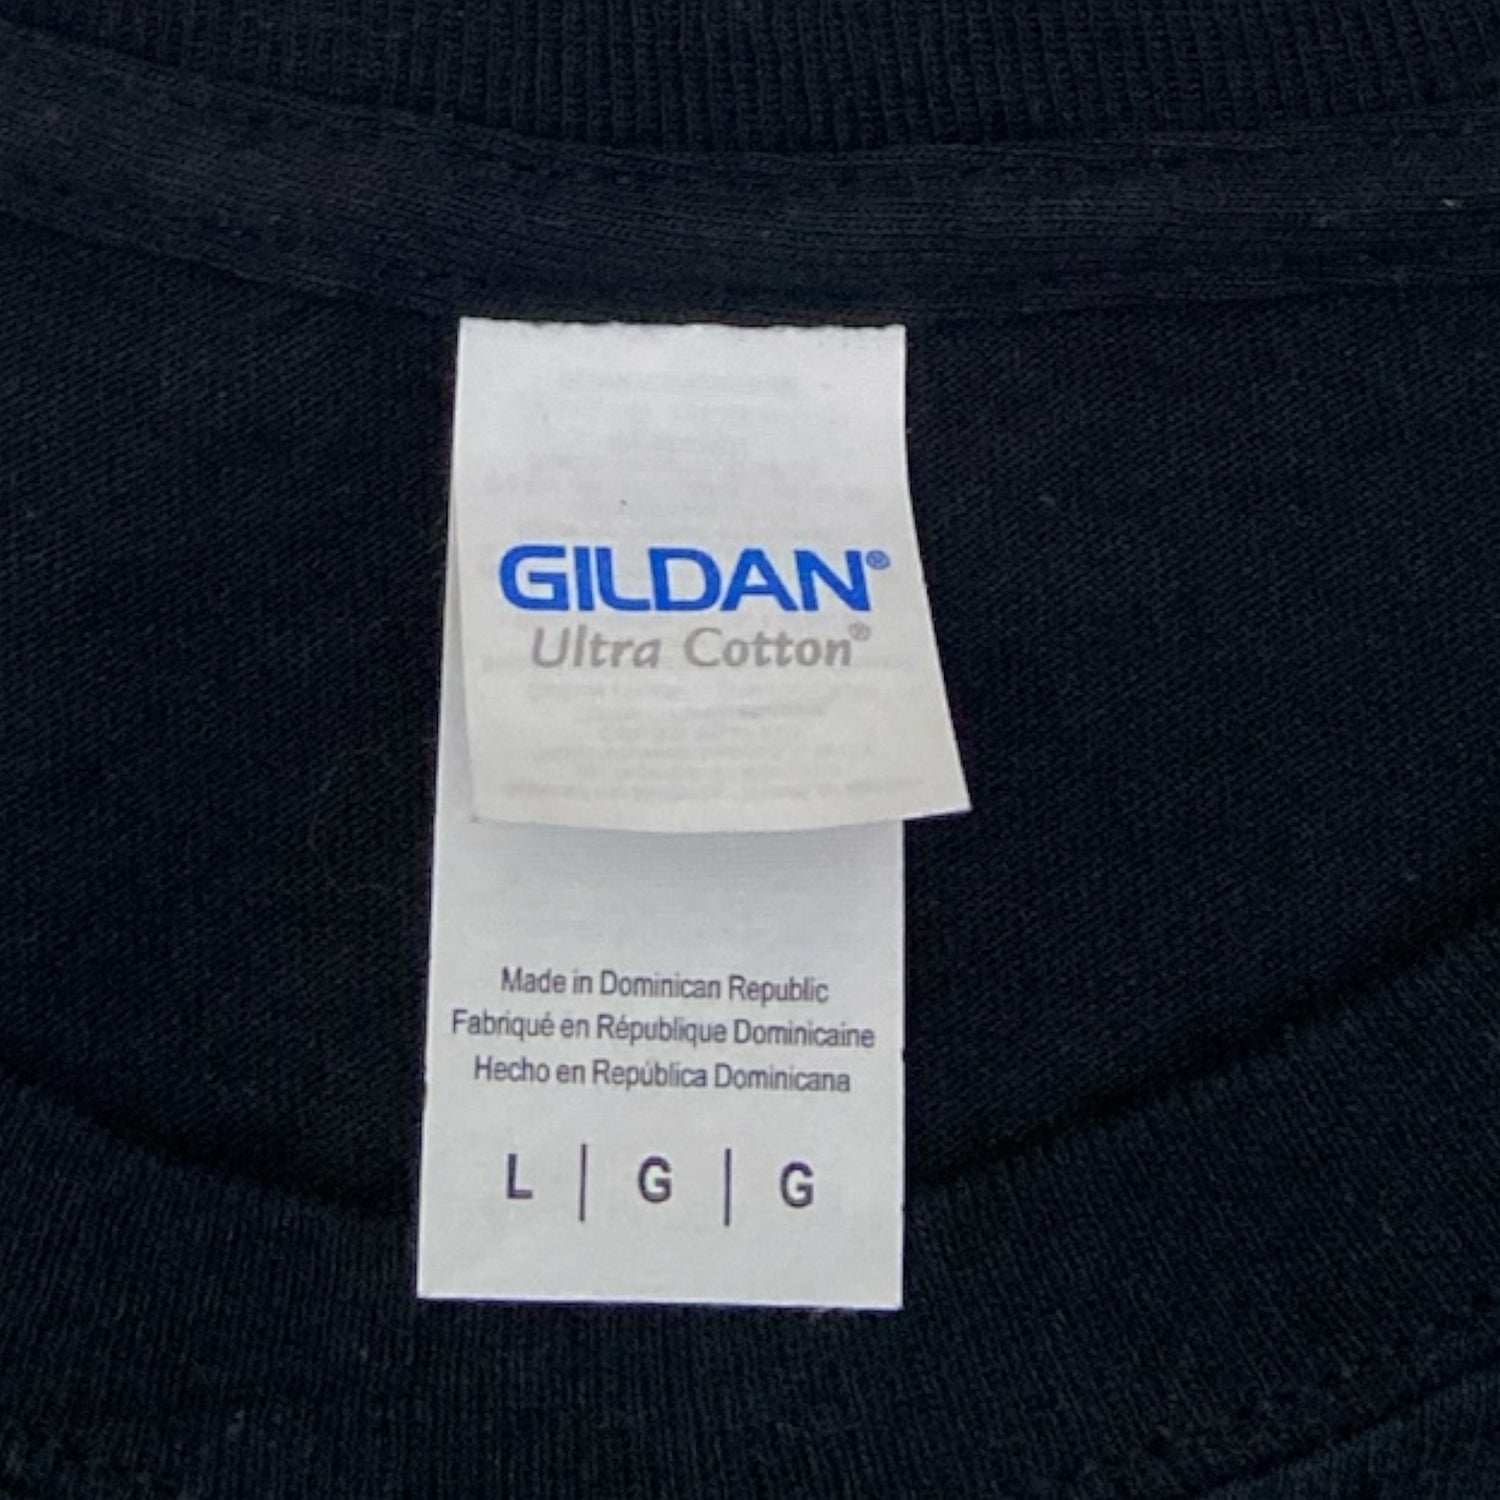 GILDAN®
Ultra Cotton®
Made in Dominican Republic
Fabriqué en République Dominicaine
Hecho en República Dominicana
L | G | G